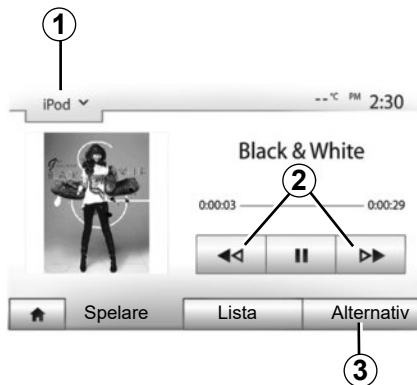 1
iPod
--°C PM 2:30
Black & White
2
0:00:03 0:00:29
Spelare Lista Alternativ
3